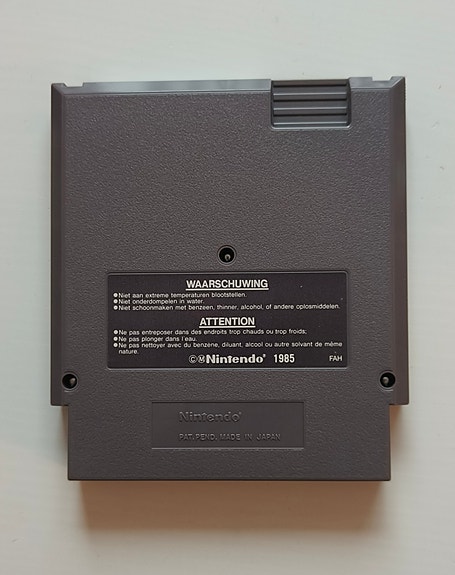 WAARSCHUWING
●Niet aan extreme temperaturen blootstellen.
●Niet onderdompelen in water.
●Niet schoonmaken met benzeen, thinner, alcohol, of andere oplosmiddelen.
ATTENTION
●Ne pas entreposer dans des endroits trop chauds ou trop froids;
●Ne pas plonger dans l'eau.
●Ne pas nettoyer avec du benzene, diluant, alcool ou autre solvant de même
nature.
©Ⓜ Nintendo® 1985 FAH
Nintendo®
PAT. PEND. MADE IN JAPAN